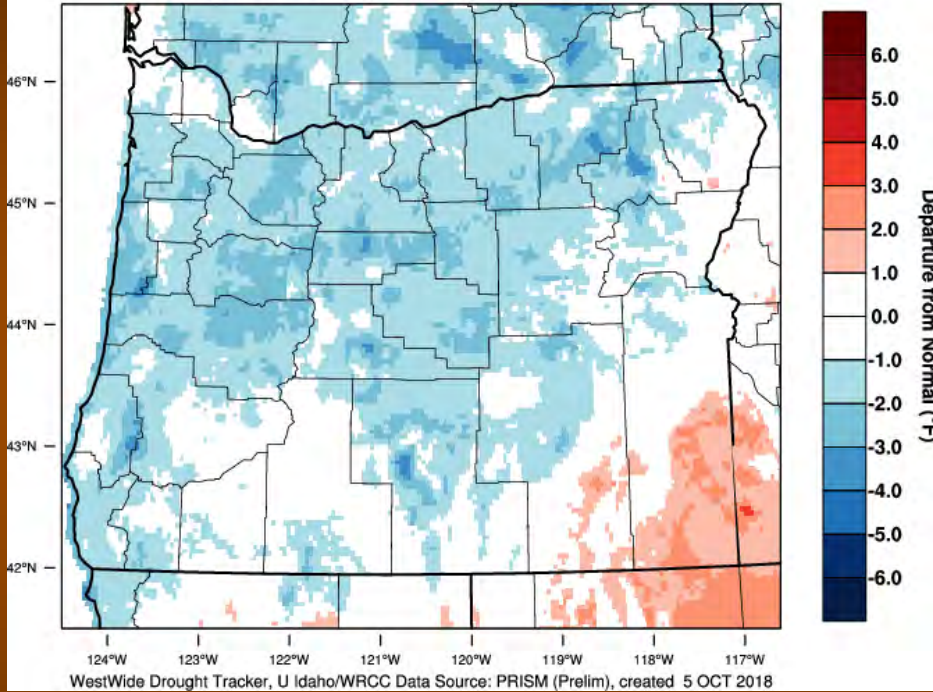 46°N
45°N
44°N
43°N
42°N
124°W 123°W 122°W 121°W 120°W 119°W 118°W 117°W
WestWide Drought Tracker, U Idaho/WRCC Data Source: PRISM (Prelim), created 5 OCT 2018
6.0
5.0
4.0
3.0
2.0
1.0
0.0
-1.0
-2.0
-3.0
-4.0
-5.0
-6.0
Departure from Normal (°F)